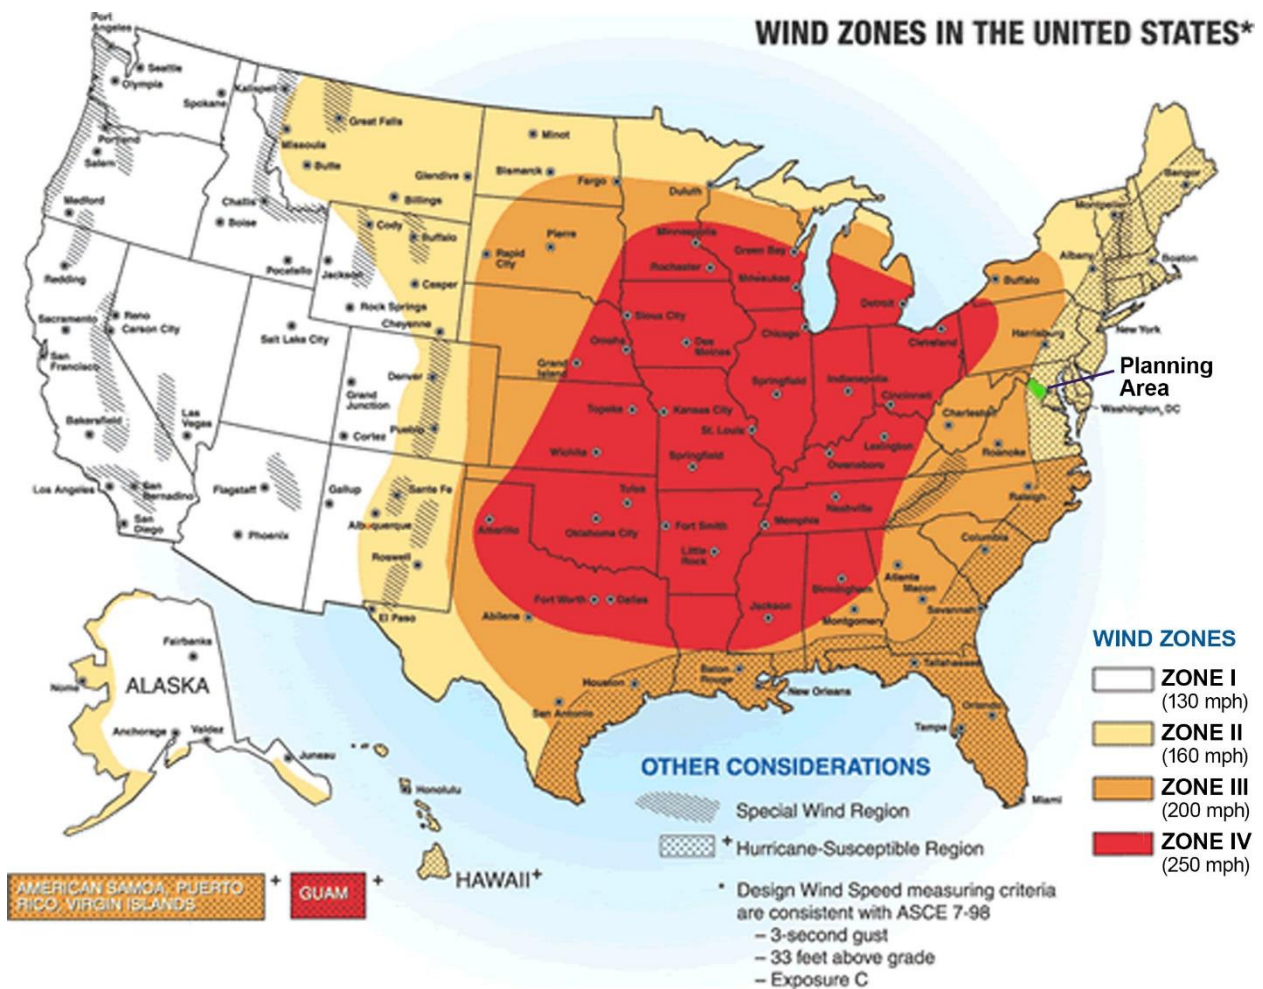 WIND ZONES IN THE UNITED STATES*
Port
Angeles
Seattle
Olympia
Spokane
Kalispell
Great Falls
Missoula
Butte
Glendive
Billings
Minot
Bismarck
Fargo
Duluth
Portland
Salem
Medford
Challis
Boise
Pocatello
Cody
Buffalo
Jackson
Casper
Rock Springs
Cheyenne
Rapid
City
Pierre
Minneapolis
Rochester
Green Bay
Milwaukee
Detroit
Chicago
Cleveland
Buffalo
Albany
Montpelier
Bangor
Boston
New York
Harrisburg
Planning
Area
Washington, DC
Redding
Sacramento
San
Francisco
Reno
Carson City
Salt Lake City
Grand
Junction
Cortez
Denver
Pueblo
Sioux City
Omaha
Des
Moines
Grand
Island
Topeka
Kansas City
Springfield
St. Louis
Indianapolis
Cincinnati
Charleston
Roanoke
Lexington
Owensboro
Wichita
Springfield
Bakersfield
Las
Vegas
Los Angeles
San
Bernadino
San
Diego
Flagstaff
Phoenix
Gallup
Sante Fe
Albuquerque
Roswell
El Paso
Amarillo
Tulsa
Oklahoma City
Fort Smith
Little
Rock
Memphis
Nashville
Raleigh
Columbia
Atlanta
Macon
Savannah
Birmingham
Montgomery
Jackson
Fort Worth
Dallas
Abilene
Houston
San Antonio
Baton
Rouge
New Orleans
Tallahassee
Orlando
Tampa
Miami
Fairbanks
Nome
ALASKA
Anchorage
Valdez
Juneau
Honolulu
HAWAII+
AMERICAN SAMOA, PUERTO
RICO, VIRGIN ISLANDS
+
GUAM
+
OTHER CONSIDERATIONS
Special Wind Region
+ Hurricane-Susceptible Region
* Design Wind Speed measuring criteria
are consistent with ASCE 7-98
– 3-second gust
– 33 feet above grade
– Exposure C
WIND ZONES
ZONE I
(130 mph)
ZONE II
(160 mph)
ZONE III
(200 mph)
ZONE IV
(250 mph)